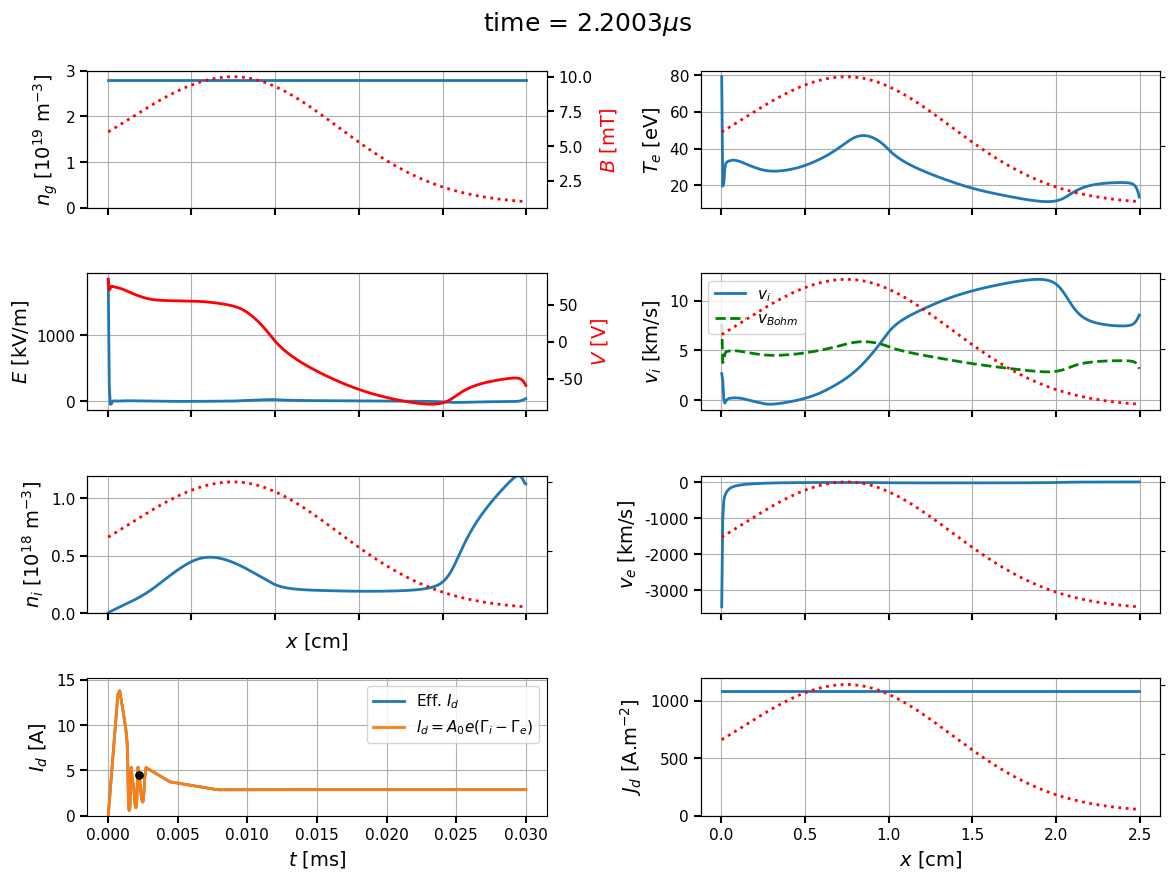 time = 2.2003μs
n_g [10^19 m^−3]
3
2
1
0
10.0
7.5
5.0
2.5
B [mT]
T_e [eV]
80
60
40
20
E [kV/m]
1000
0
50
0
−50
V [V]
v_i [km/s]
10
5
0
v_i
v_Bohm
n_i [10^18 m^−3]
1.0
0.5
0.0
x [cm]
v_e [km/s]
0
-1000
-2000
-3000
I_d [A]
15
10
5
0
Eff. I_d
I_d = A_0e(Γ_i − Γ_e)
0.000 0.005 0.010 0.015 0.020 0.025 0.030
t [ms]
J_d [A.m^−2]
1000
500
0
0.0 0.5 1.0 1.5 2.0 2.5
x [cm]